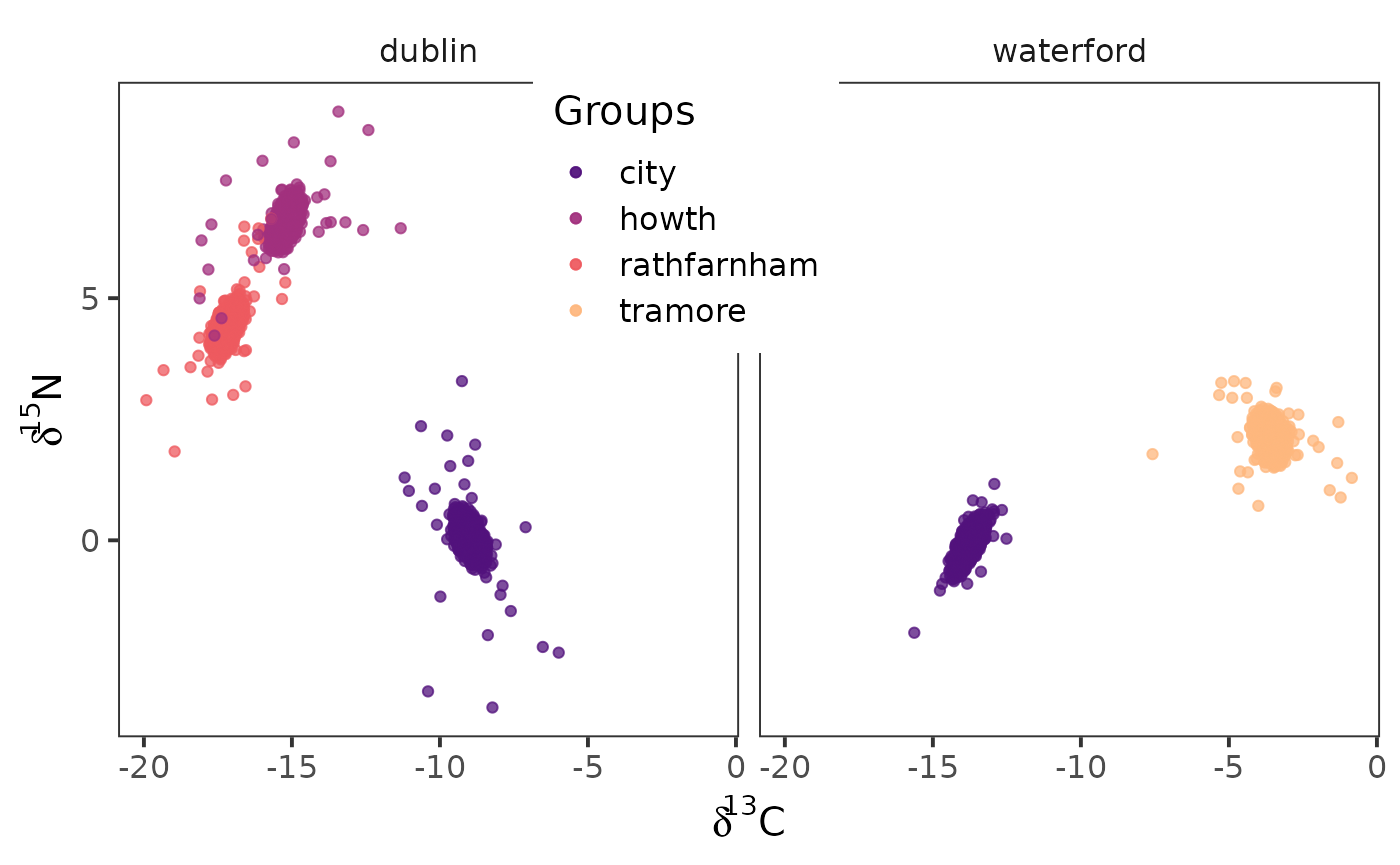 dublin
waterford
Groups
city
howth
rathfarnham
tramore
5
0
δ15N
-20 -15 -10 -5 0
-20 -15 -10 -5 0
δ13C